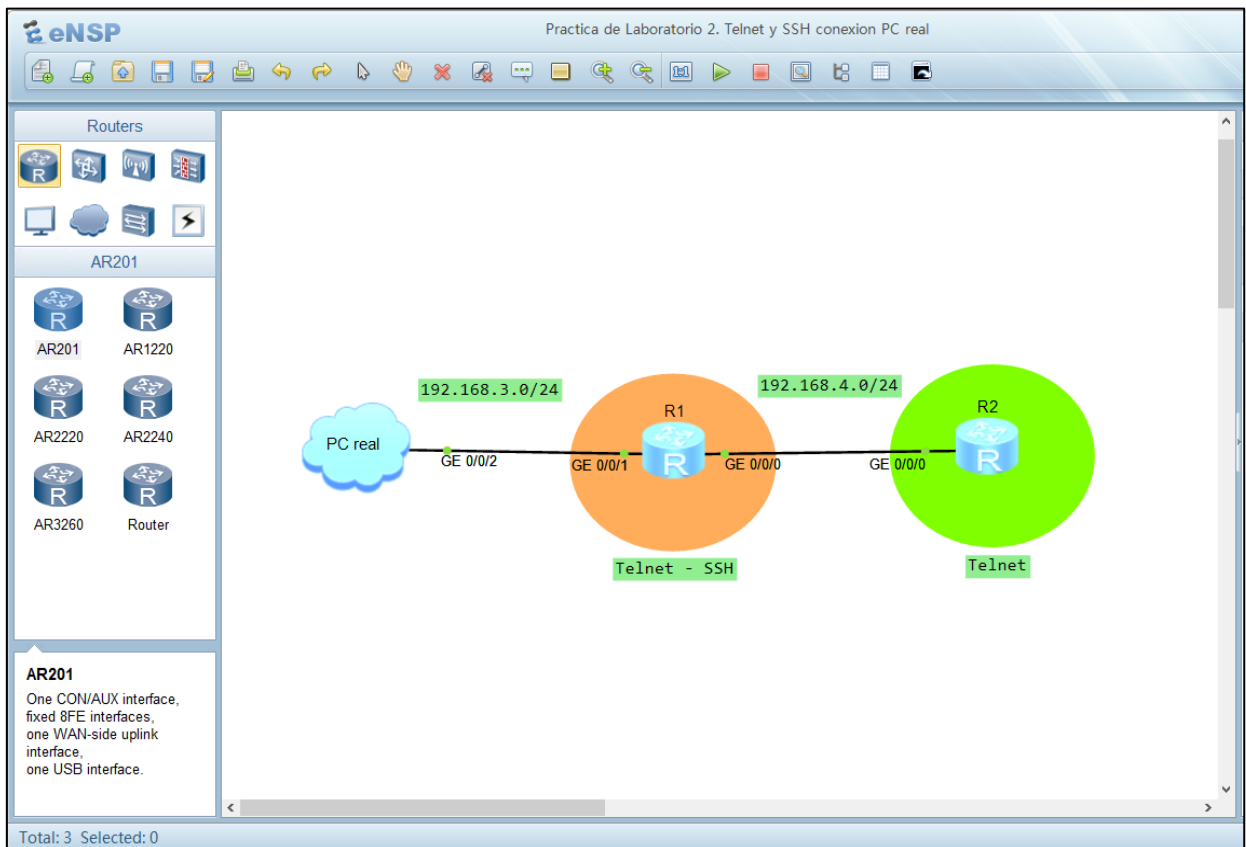 eNSP
Practica de Laboratorio 2. Telnet y SSH conexion PC real
Routers
R
AR201
R
R
AR201
AR1220
R
R
AR2220
AR2240
R
R
AR3260
Router
AR201
One CON/AUX interface,
fixed 8FE interfaces,
one WAN-side uplink
interface,
one USB interface.
192.168.3.0/24
192.168.4.0/24
R1
R2
PC real
R
R
GE 0/0/2
GE 0/0/1
GE 0/0/0
GE 0/0/0
Telnet - SSH
Telnet
Total: 3 Selected: 0